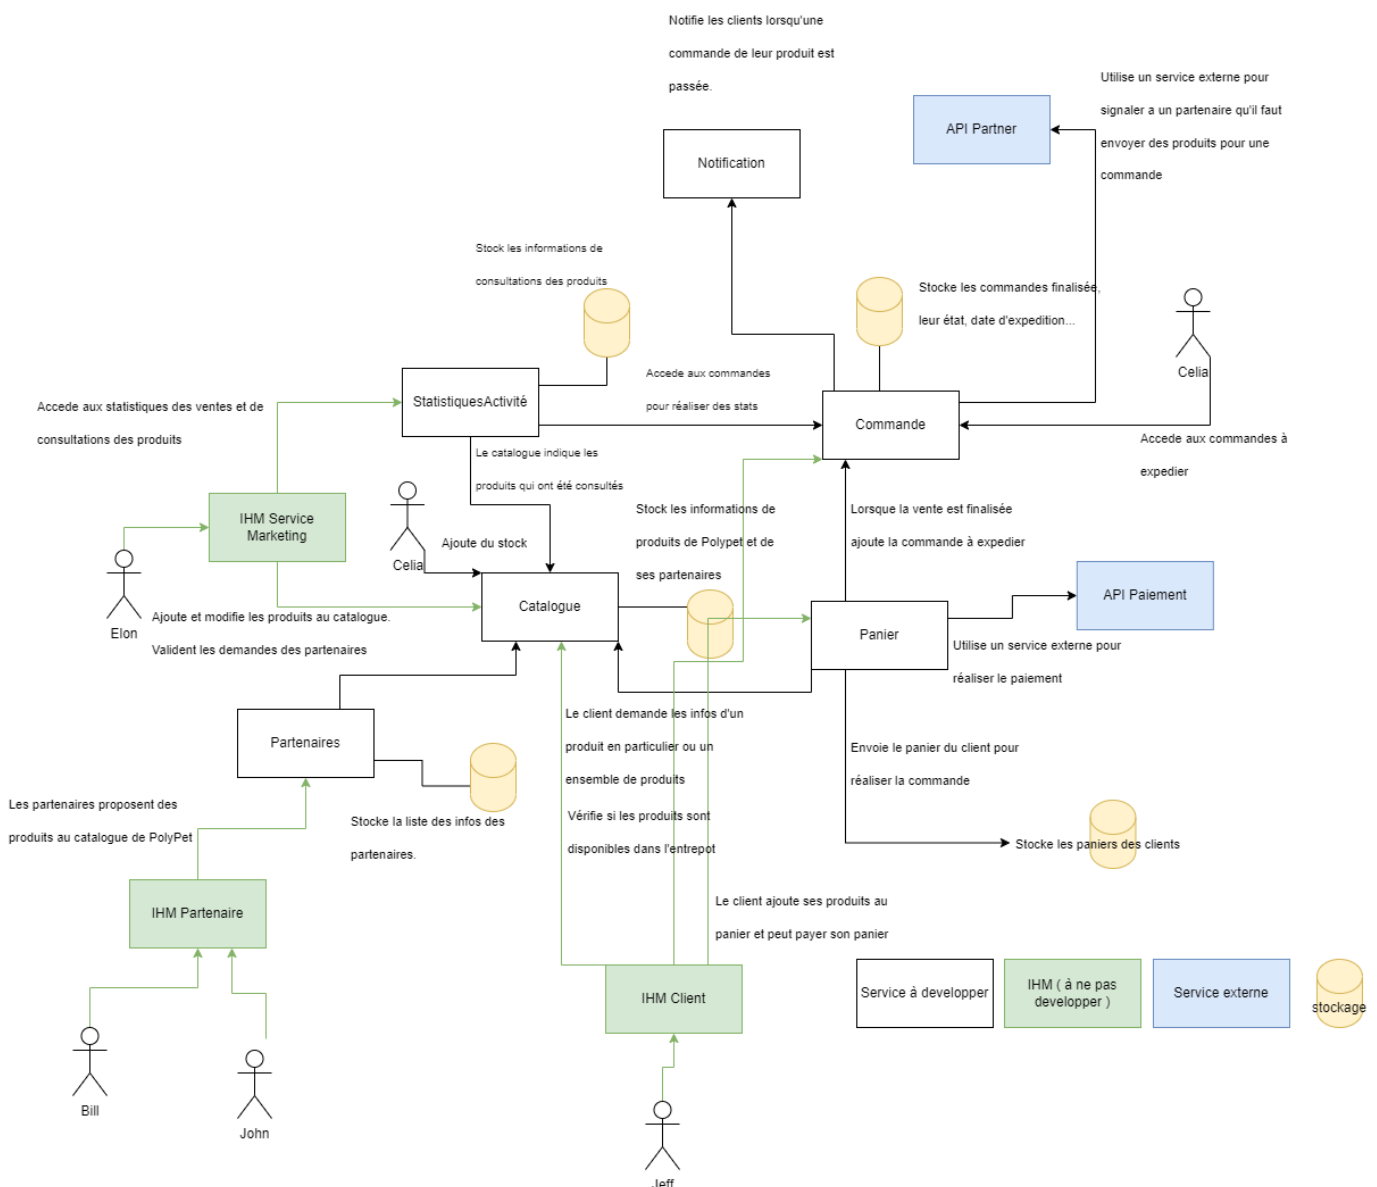 Notifie les clients lorsqu'une
commande de leur produit est
passée.
Utilise un service externe pour
signaler a un partenaire qu'il faut
envoyer des produits pour une
commande
API Partner
Notification
Stock les informations de
consultations des produits
Stocke les commandes finalisée,
leur état, date d'expedition...
Celia
Accede aux commandes
pour réaliser des stats
StatistiquesActivité
Commande
Accede aux statistiques des ventes et de
consultations des produits
Accede aux commandes à
expedier
Le catalogue indique les
produits qui ont été consultés
IHM Service
Marketing
Stock les informations de
produits de Polypet et de
ses partenaires
Lorsque la vente est finalisée
ajoute la commande à expedier
Ajoute du stock
Celia
Catalogue
API Paiement
Elon
Ajoute et modifie les produits au catalogue.
Valident les demandes des partenaires
Panier
Utilise un service externe pour
réaliser le paiement
Partenaires
Le client demande les infos d'un
produit en particulier ou un
ensemble de produits
Vérifie si les produits sont
disponibles dans l'entrepot
Envoie le panier du client pour
réaliser la commande
Les partenaires proposent des
produits au catalogue de PolyPet
Stocke la liste des infos des
partenaires.
Stocke les paniers des clients
IHM Partenaire
Le client ajoute ses produits au
panier et peut payer son panier
IHM Client
Service à developper
IHM ( à ne pas
developper )
Service externe
stockage
Bill
John
Jeff